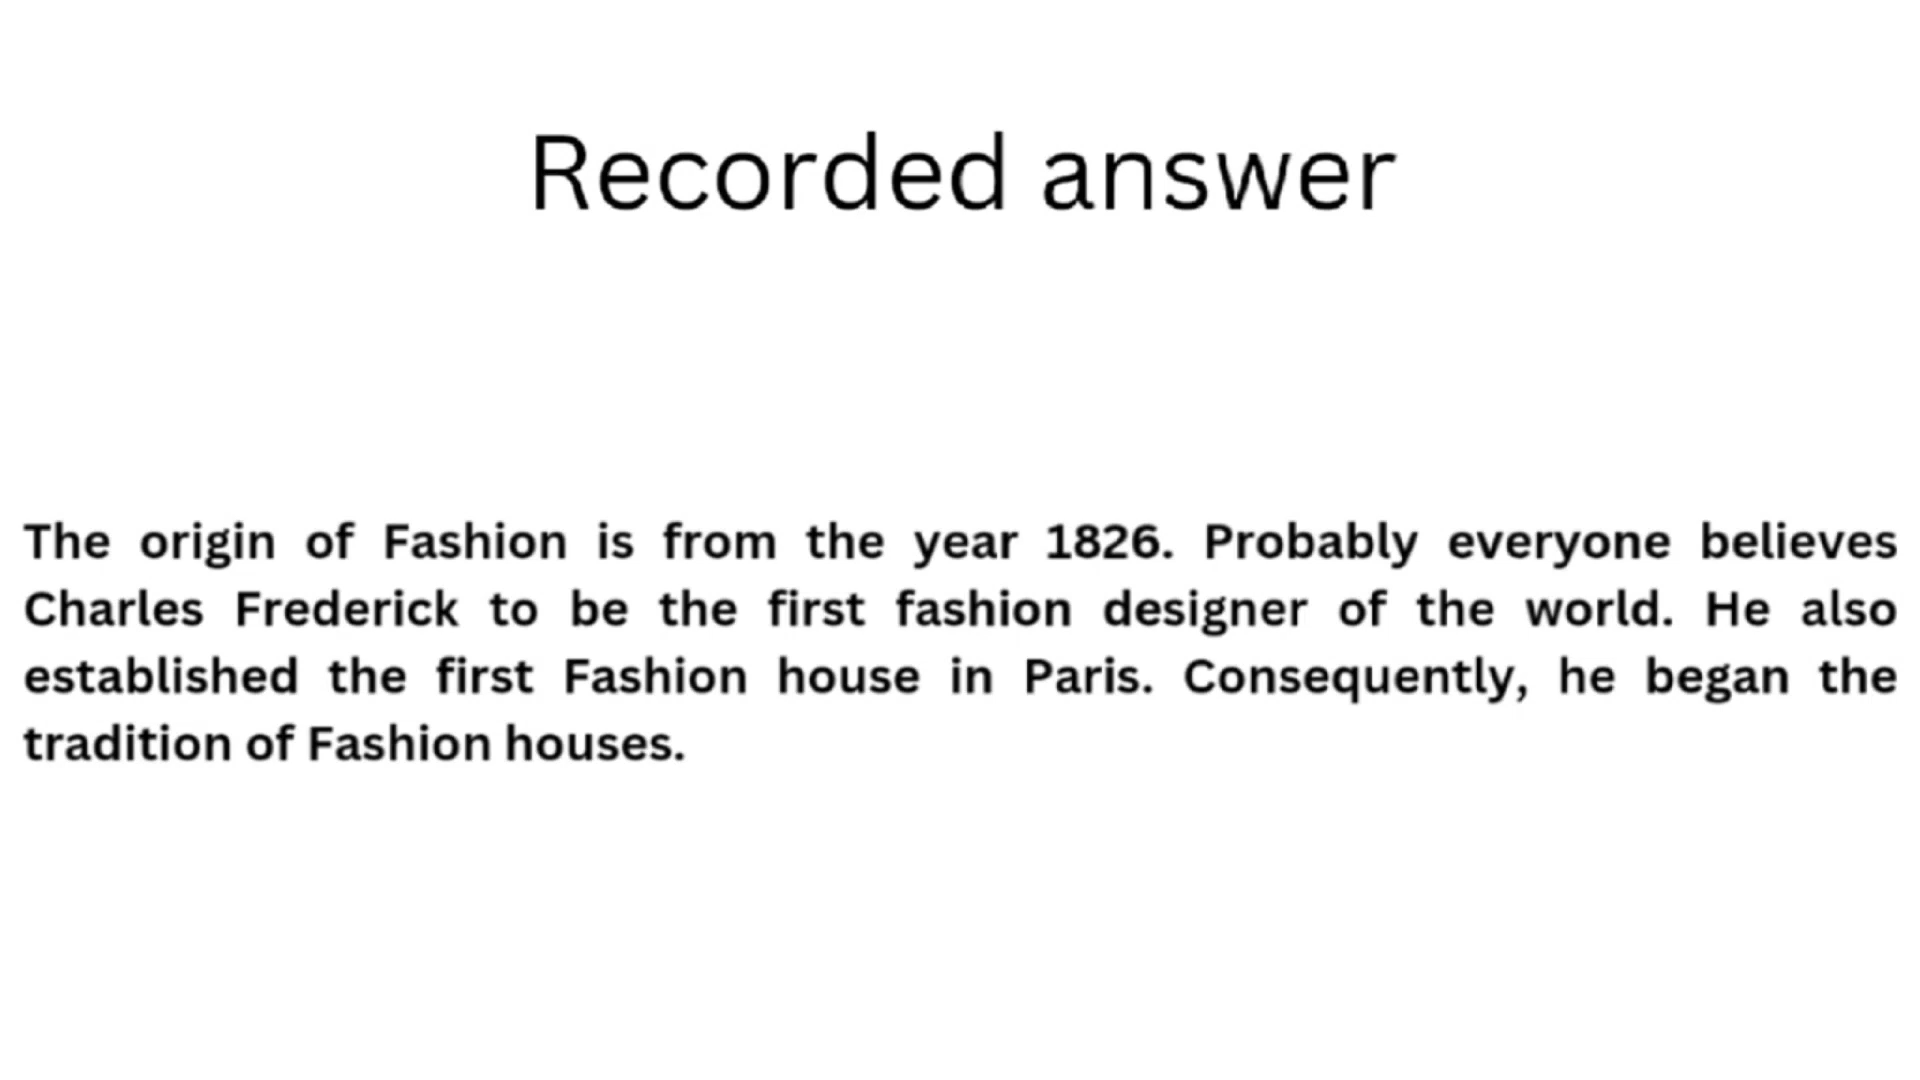 Recorded answer
The origin of Fashion is from the year 1826. Probably everyone believes
Charles Frederick to be the first fashion designer of the world. He also
established the first Fashion house in Paris. Consequently, he began the
tradition of Fashion houses.